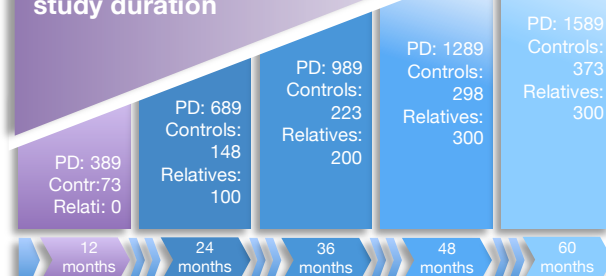 study duration
PD: 389
Contr:73
Relati: 0
PD: 689
Controls:
148
Relatives:
100
PD: 989
Controls:
223
Relatives:
200
PD: 1289
Controls:
298
Relatives:
300
PD: 1589
Controls:
373
Relatives:
300
12
months
24
months
36
months
48
months
60
months